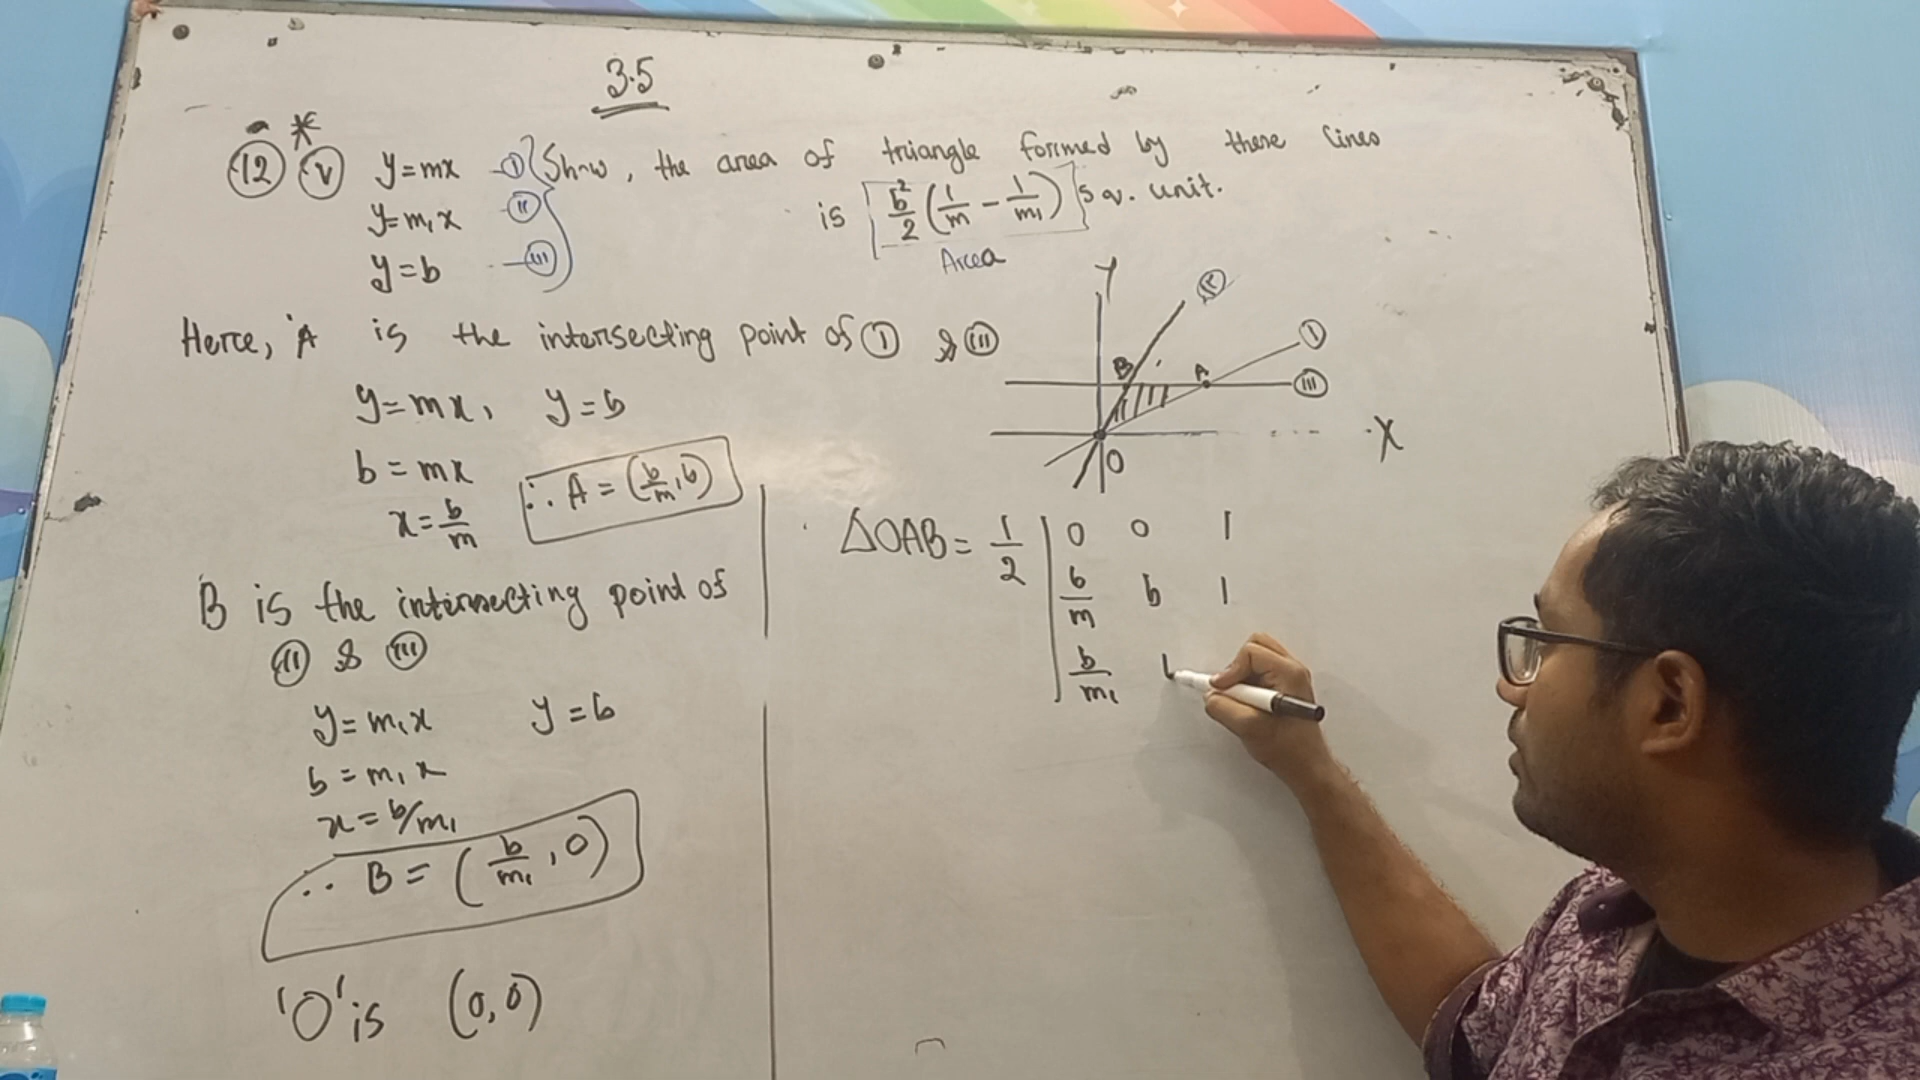 3.5
*
12 v y=mx -I Show, the area of triangle formed by these lines
y=m₁x -II is b²/2 (1/m - 1/m₁) sq. unit.
y=b -III Area
Y
II
Here, A is the intersecting point of I & III
I
B A III
X
O
y=mx, y=b
b=mx
x=b/m ∴ A=(b/m, b)
B is the intersecting point of
II & III
y=m₁x y=b
b=m₁x
x=b/m₁
∴ B=(b/m₁, 0)
'O' is (0,0)
ΔOAB = 1/2 | 0 0 1
b/m b 1
b/m₁